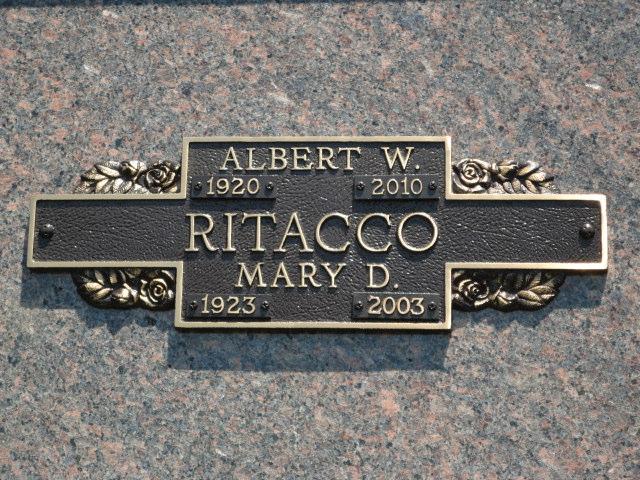 ALBERT W.
1920 2010
RITACCO
MARY D.
1923 2003